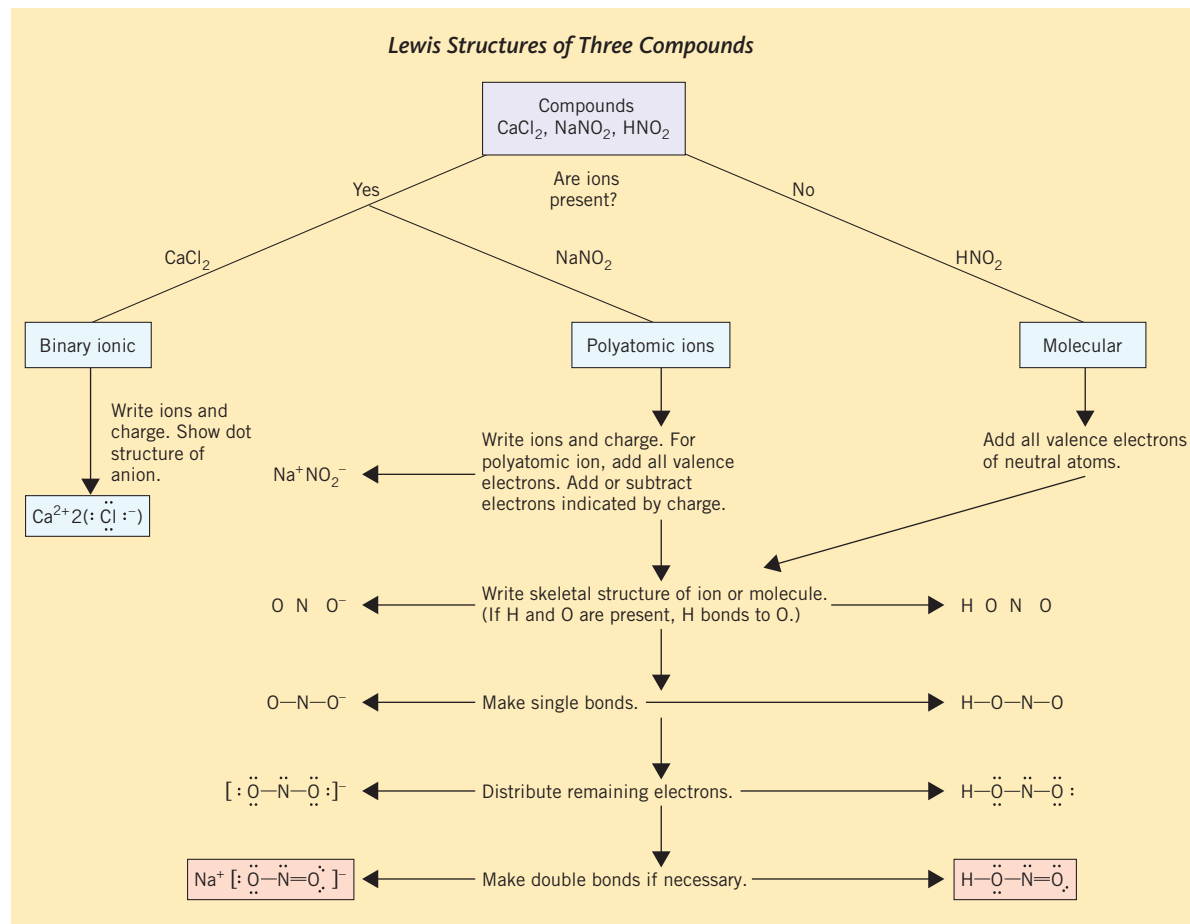 Lewis Structures of Three Compounds
Compounds
CaCl₂, NaNO₂, HNO₂
Are ions
present?
Yes
No
CaCl₂
NaNO₂
HNO₂
Binary ionic
Polyatomic ions
Molecular
Write ions and
charge. Show dot
structure of
anion.
Ca²⁺2(:C̤̈l:⁻)
Write ions and charge. For
polyatomic ion, add all valence
electrons. Add or subtract
electrons indicated by charge.
Na⁺NO₂⁻
Add all valence electrons
of neutral atoms.
O N O⁻
Write skeletal structure of ion or molecule.
(If H and O are present, H bonds to O.)
H O N O
O—N—O⁻
Make single bonds.
H—O—N—O
[:Ö̤—N̈—Ö̤:]⁻
Distribute remaining electrons.
H—Ö̤—N̈—Ö̤:
Na⁺ [:Ö̤—N̈=O⋰⋱]⁻
Make double bonds if necessary.
H—Ö̤—N̈=Ö⋱